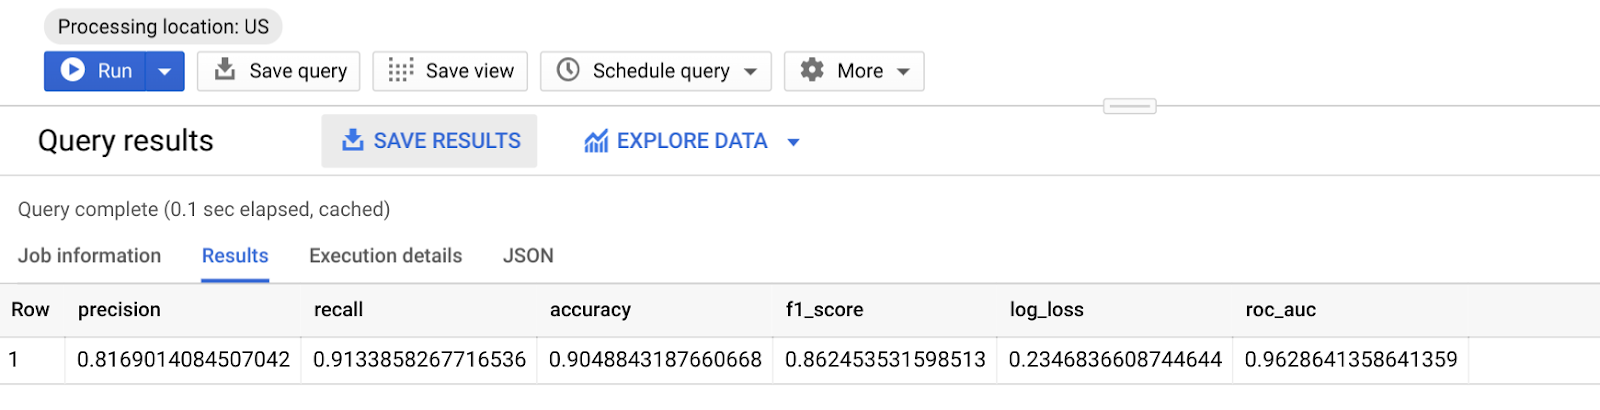 Processing location: US
Run Save query Save view Schedule query More
Query results SAVE RESULTS EXPLORE DATA
Query complete (0.1 sec elapsed, cached)
Job information Results Execution details JSON
Row precision recall accuracy f1_score log_loss roc_auc
1 0.8169014084507042 0.9133858267716536 0.9048843187660668 0.862453531598513 0.2346836608744644 0.9628641358641359